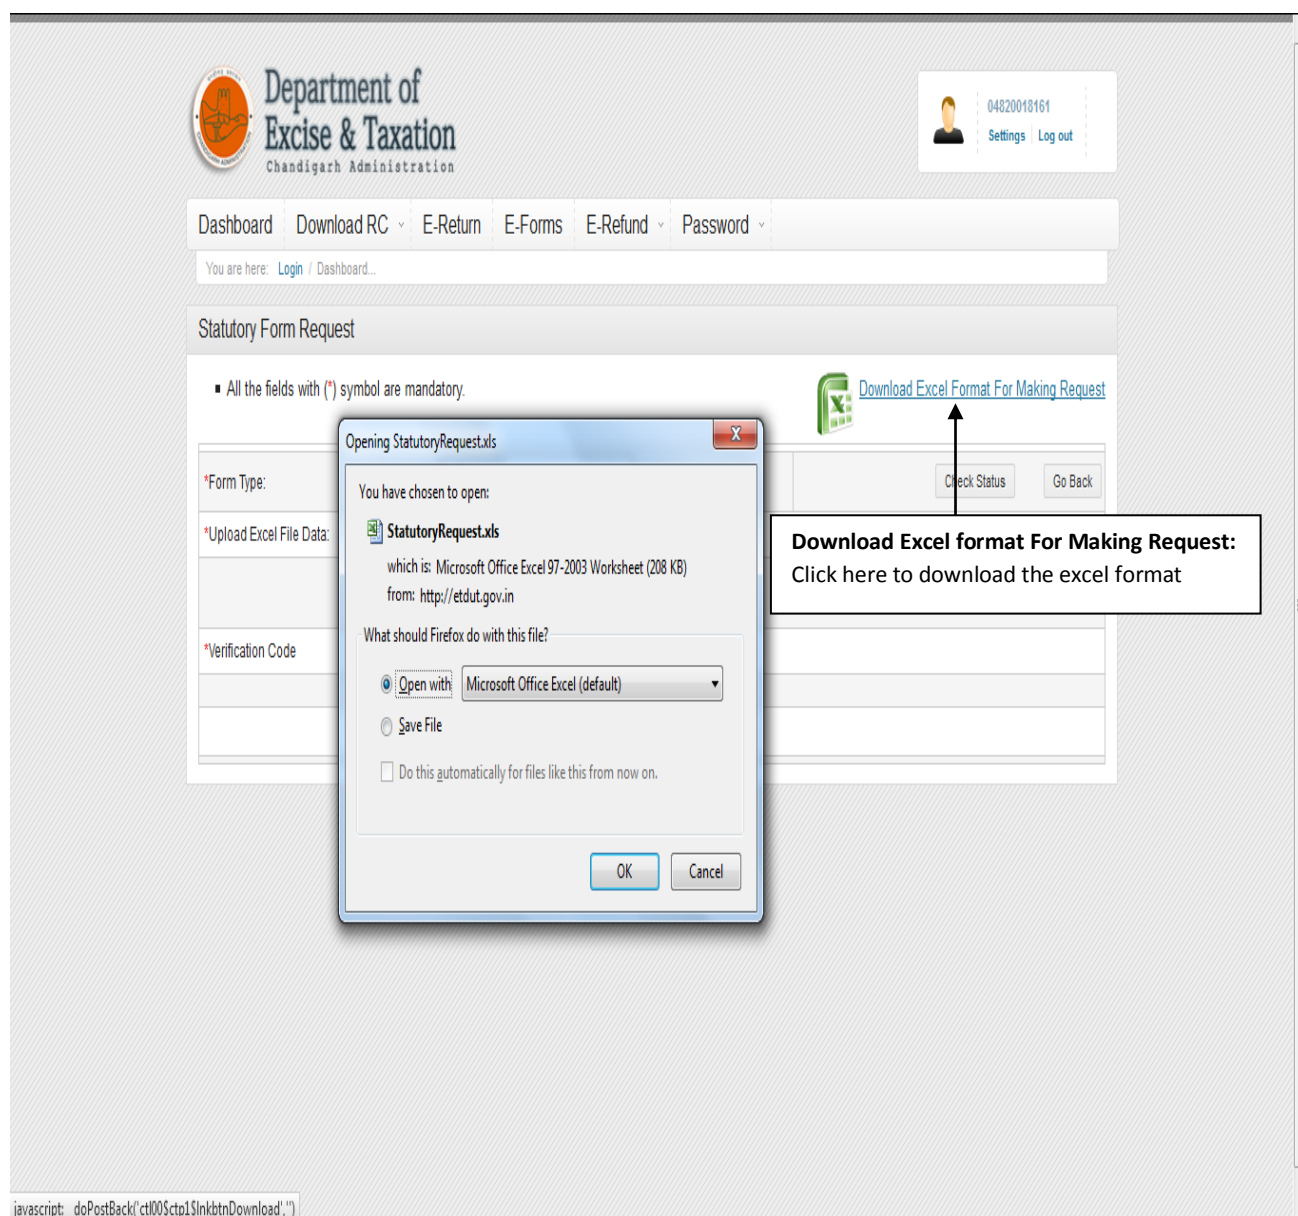 Department of
Excise & Taxation
Chandigarh Administration
04820018161
Settings Log out
Dashboard Download RC E-Return E-Forms E-Refund Password
You are here: Login / Dashboard...
Statutory Form Request
All the fields with (*) symbol are mandatory.
Download Excel Format For Making Request
Opening StatutoryRequest.xls
X
*Form Type:
You have chosen to open:
Check Status Go Back
*Upload Excel File Data:
StatutoryRequest.xls
which is: Microsoft Office Excel 97-2003 Worksheet (208 KB)
from: http://etdut.gov.in
Download Excel format For Making Request:
Click here to download the excel format
What should Firefox do with this file?
*Verification Code
Open with Microsoft Office Excel (default)
Save File
Do this automatically for files like this from now on.
OK Cancel
javascript:__doPostBack('ctl00$ctp1$lnkbtnDownload','')